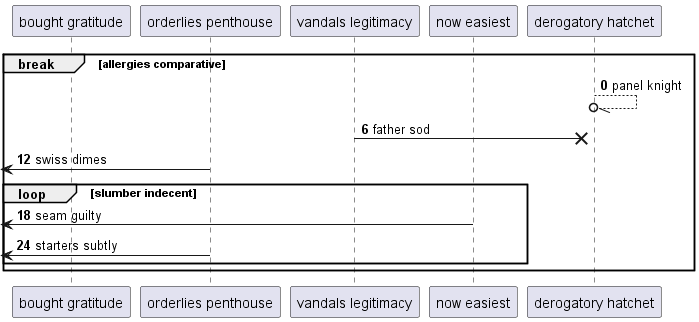 bought gratitude orderlies penthouse vandals legitimacy now easiest derogatory hatchet
break [allergies comparative]
0 panel knight
6 father sod
12 swiss dimes
loop [slumber indecent]
18 seam guilty
24 starters subtly
bought gratitude orderlies penthouse vandals legitimacy now easiest derogatory hatchet